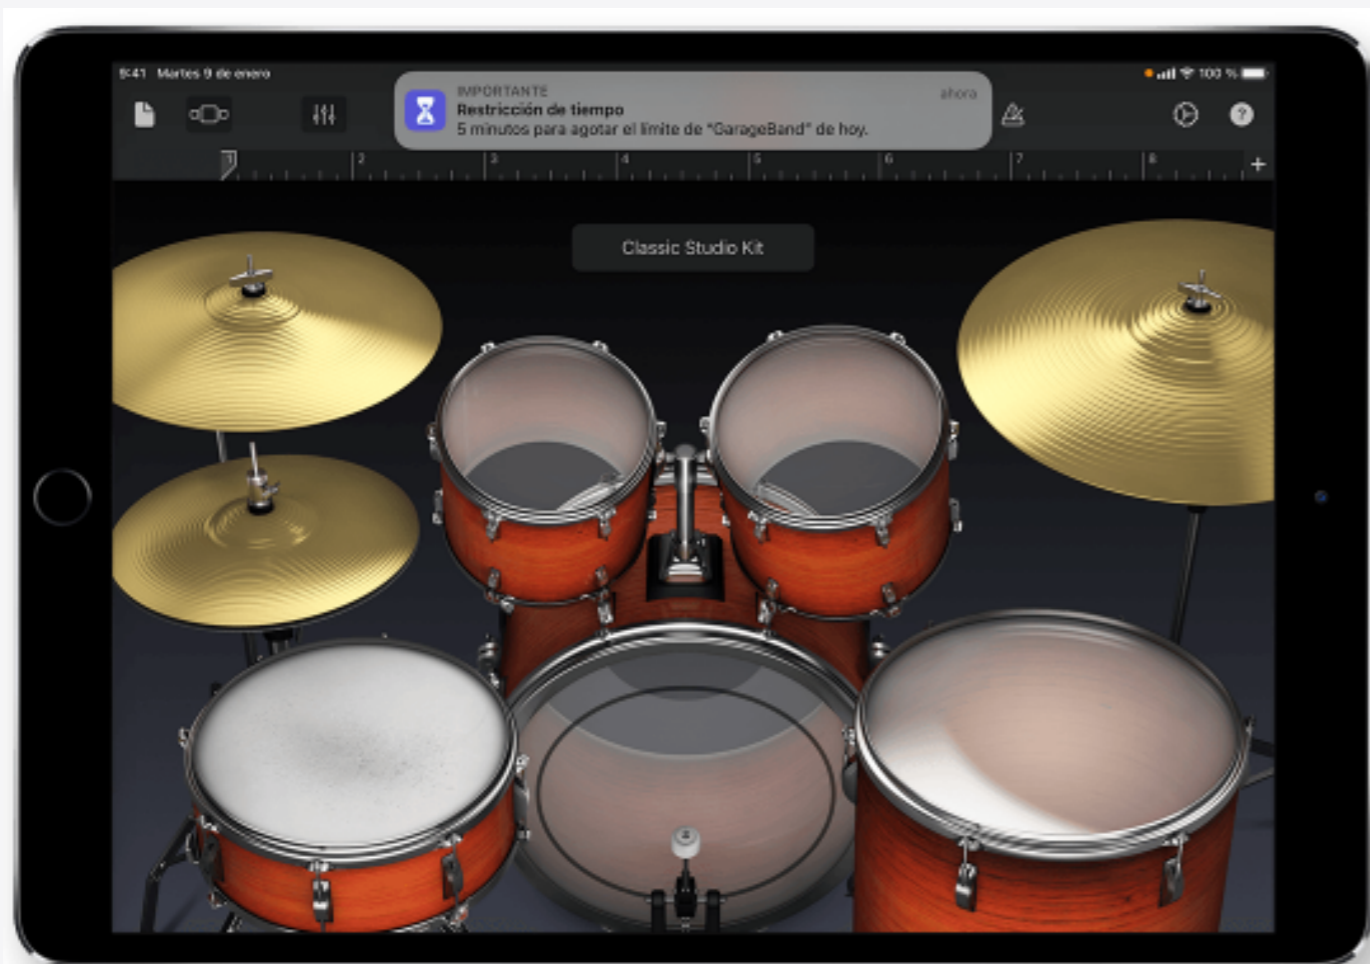 9:41 Martes 9 de enero
100 %
IMPORTANTE
ahora
Restricción de tiempo
5 minutos para agotar el límite de "GarageBand" de hoy.
?
1 2 3 4 5 6 7 8 +
Classic Studio Kit